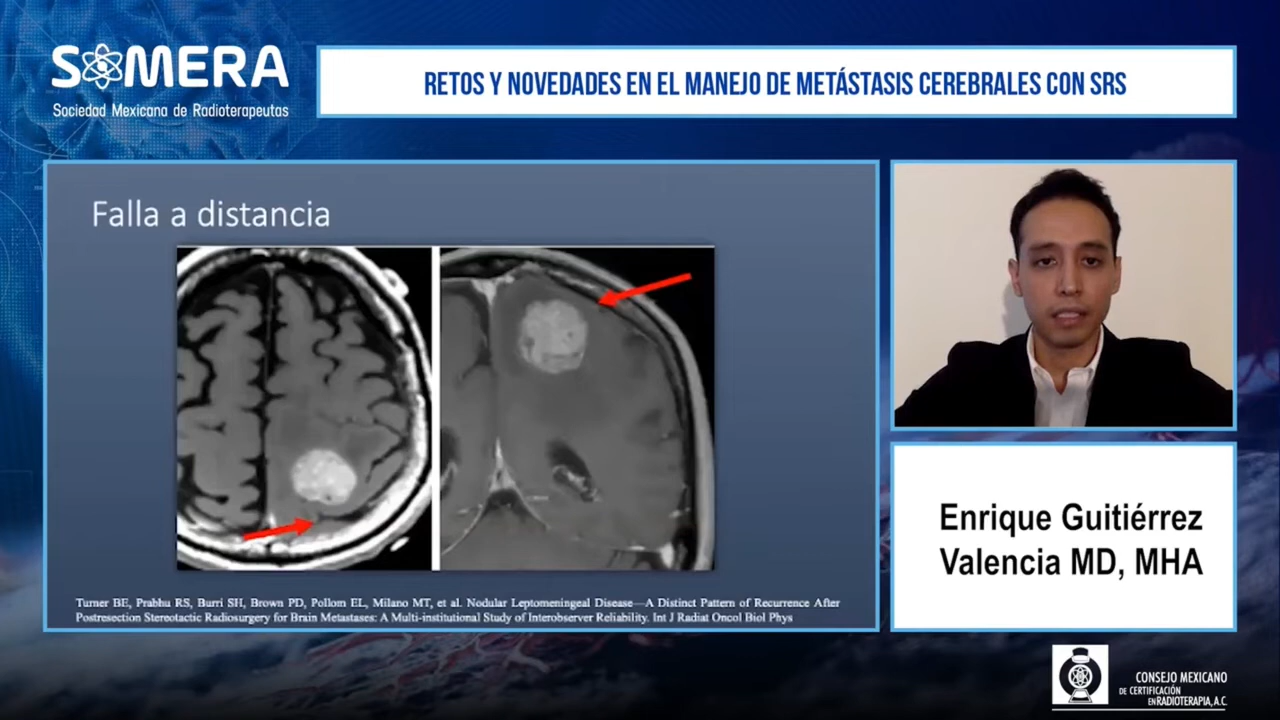 SOMERA
Sociedad Mexicana de Radioterapeutas
RETOS Y NOVEDADES EN EL MANEJO DE METÁSTASIS CEREBRALES CON SRS
Falla a distancia
Turner BE, Prabhu RS, Burri SH, Brown PD, Pollom EL, Milano MT, et al. Nodular Leptomeningeal Disease—A Distinct Pattern of Recurrence After
Postresection Stereotactic Radiosurgery for Brain Metastases: A Multi-institutional Study of Interobserver Reliability. Int J Radiat Oncol Biol Phys
Enrique Guitiérrez
Valencia MD, MHA
CONSEJO MEXICANO
DE CERTIFICACIÓN
EN RADIOTERAPIA, A.C.